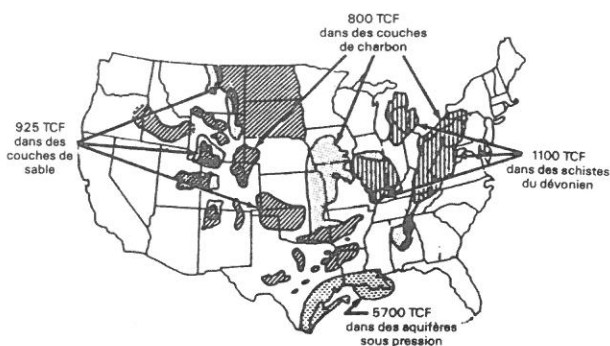 800 TCF
dans des couches
de charbon
925 TCF
dans des
couches de
sable
1100 TCF
dans des schistes
du dévonien
5700 TCF
dans des aquifères
sous pression